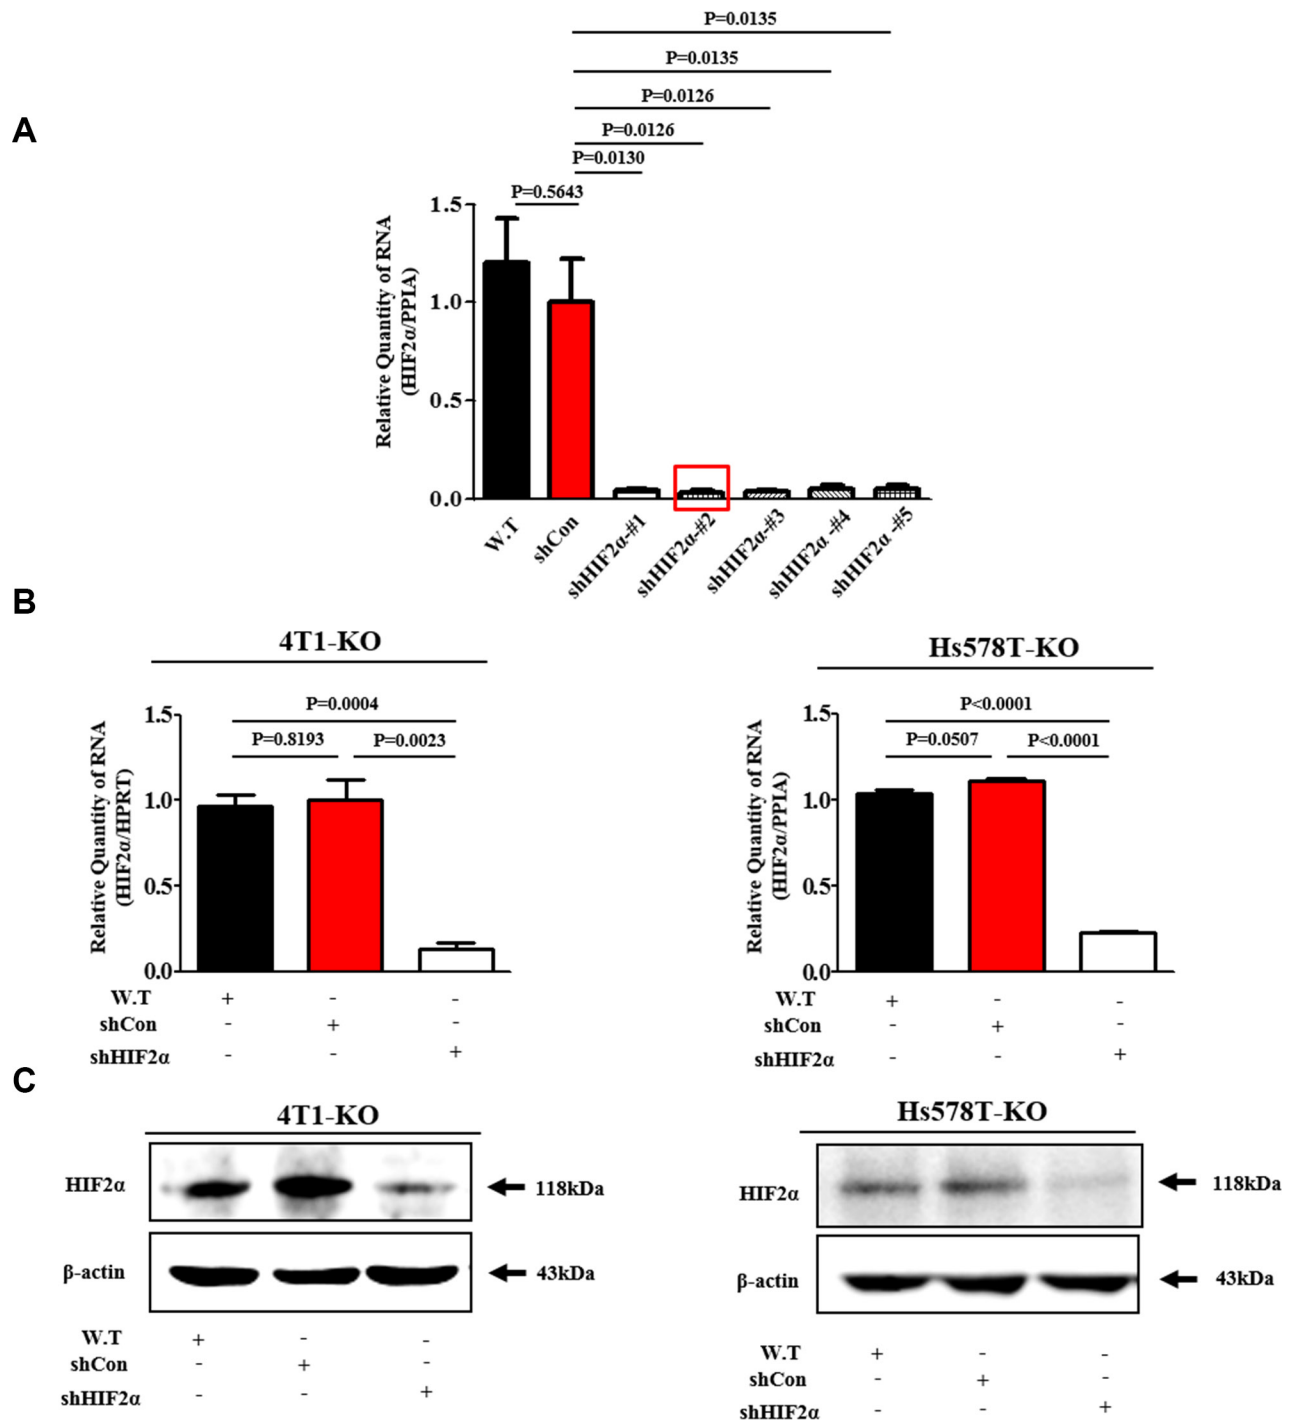 P=0.0135
P=0.0135
P=0.0126
P=0.0126
P=0.0130
P=0.5643
A
Relative Quantity of RNA
(HIF2α/PPIA)
1.5
1.0
0.5
0.0
W.T
shCon
shHIF2α-#1
shHIF2α-#2
shHIF2α-#3
shHIF2α -#4
shHIF2α -#5
B
4T1-KO
P=0.0004
P=0.8193
P=0.0023
Relative Quantity of RNA
(HIF2α/HPRT)
1.5
1.0
0.5
0.0
W.T + - -
shCon - + -
shHIF2α - - +
Hs578T-KO
P<0.0001
P=0.0507
P<0.0001
Relative Quantity of RNA
(HIF2α/PPIA)
1.5
1.0
0.5
0.0
W.T + - -
shCon - + -
shHIF2α - - +
C
4T1-KO
HIF2α
118kDa
β-actin
43kDa
W.T + - -
shCon - + -
shHIF2α - - +
Hs578T-KO
HIF2α
118kDa
β-actin
43kDa
W.T + - -
shCon - + -
shHIF2α - - +